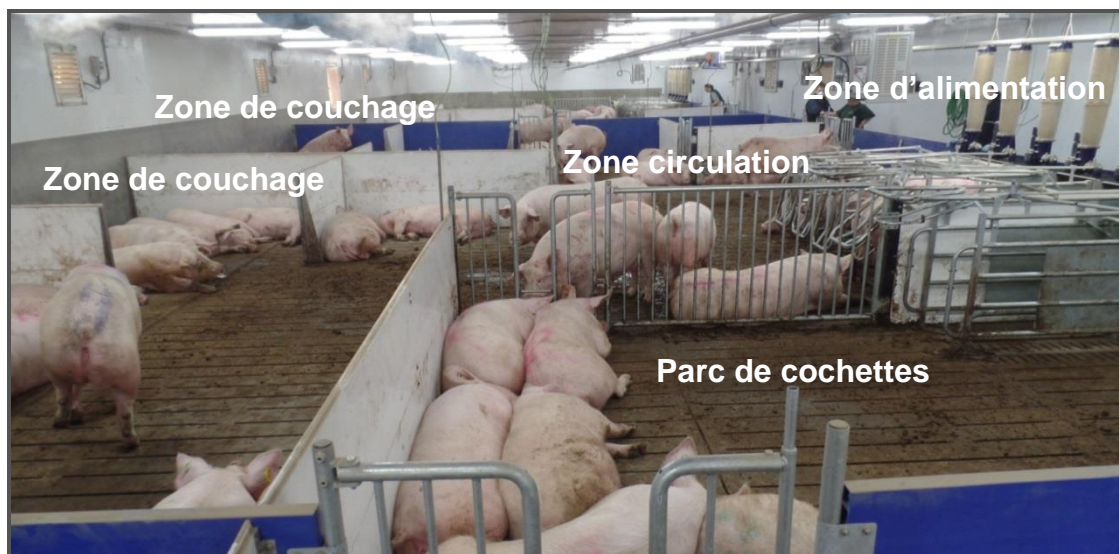 Zone de couchage
Zone d’alimentation
Zone circulation
Zone de couchage
Parc de cochettes